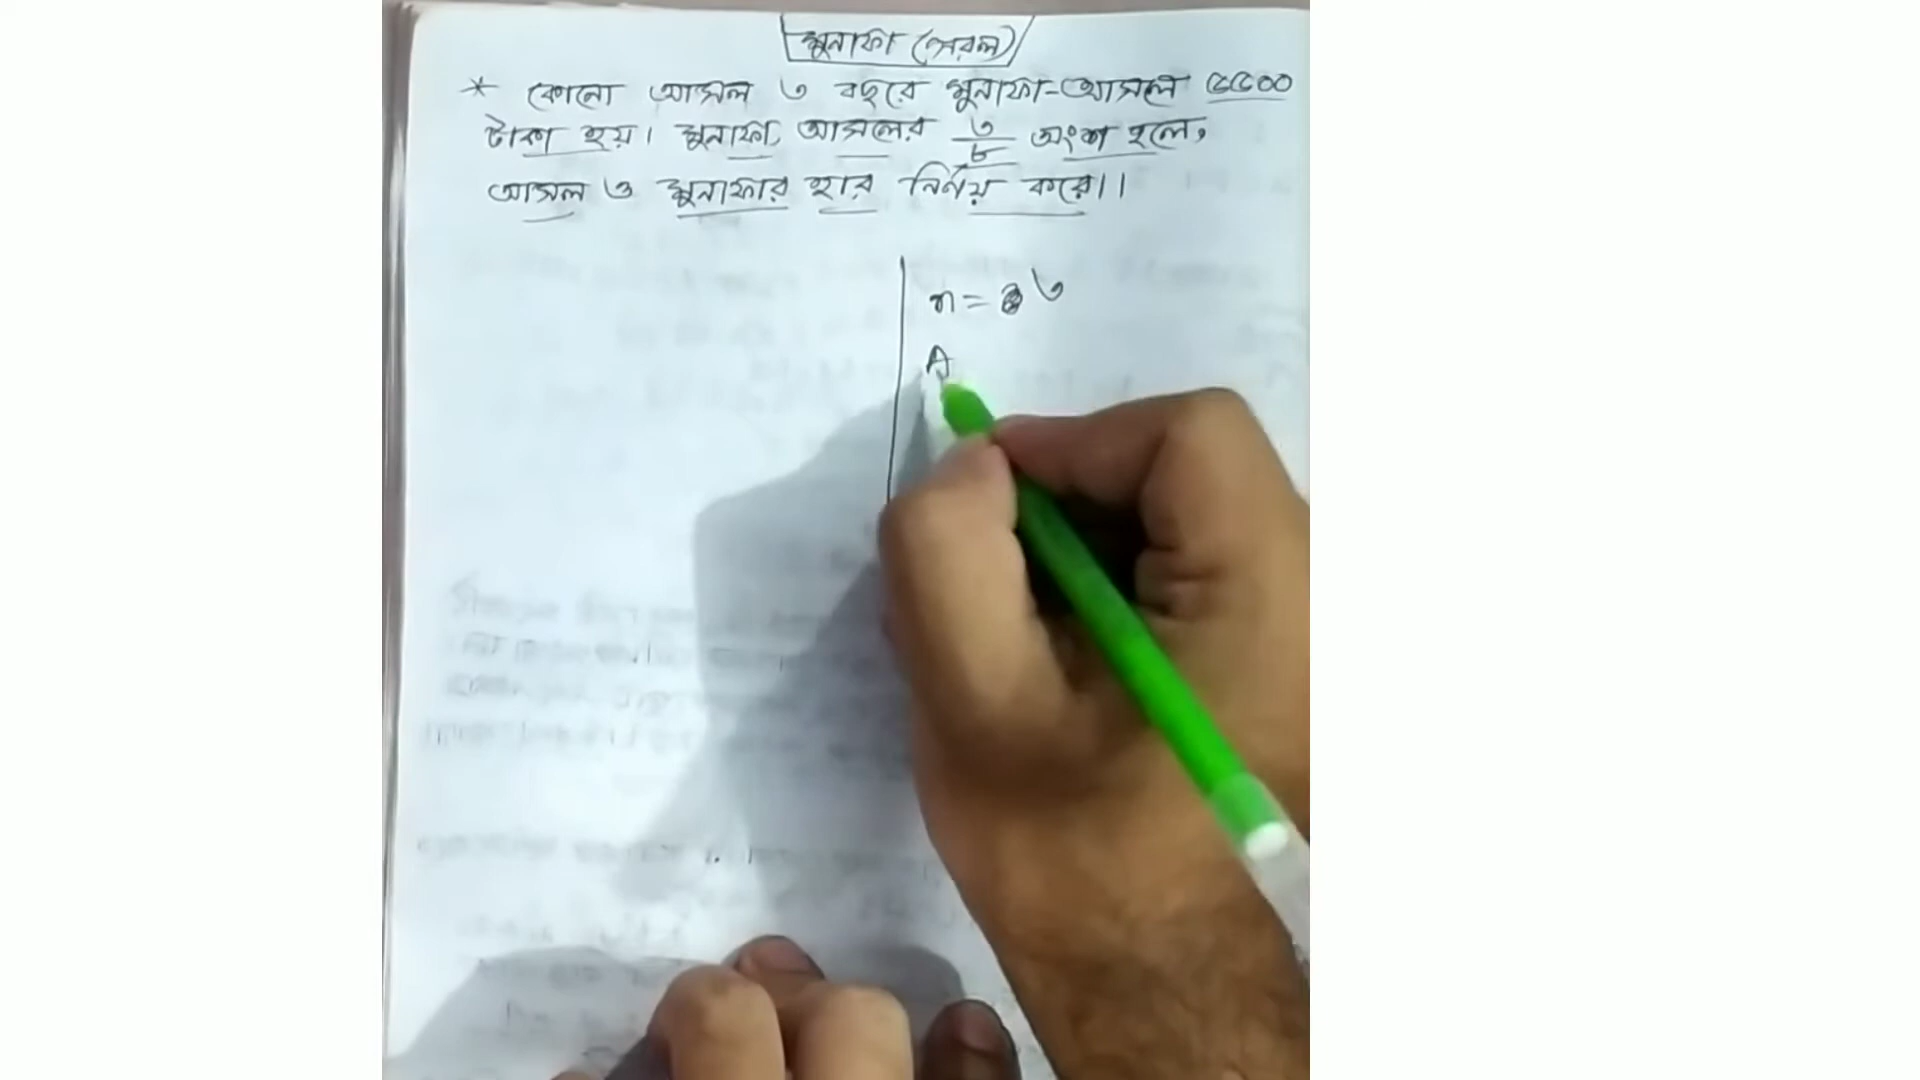 মুনাফা (সরল)
* কোনো আসল ৩ বছরে মুনাফা-আসলে ৫৫০০
টাকা হয়। মুনাফা, আসলের ৩/৮ অংশ হলে,
আসল ও মুনাফার হার নির্ণয় করো।
n = ৩
A